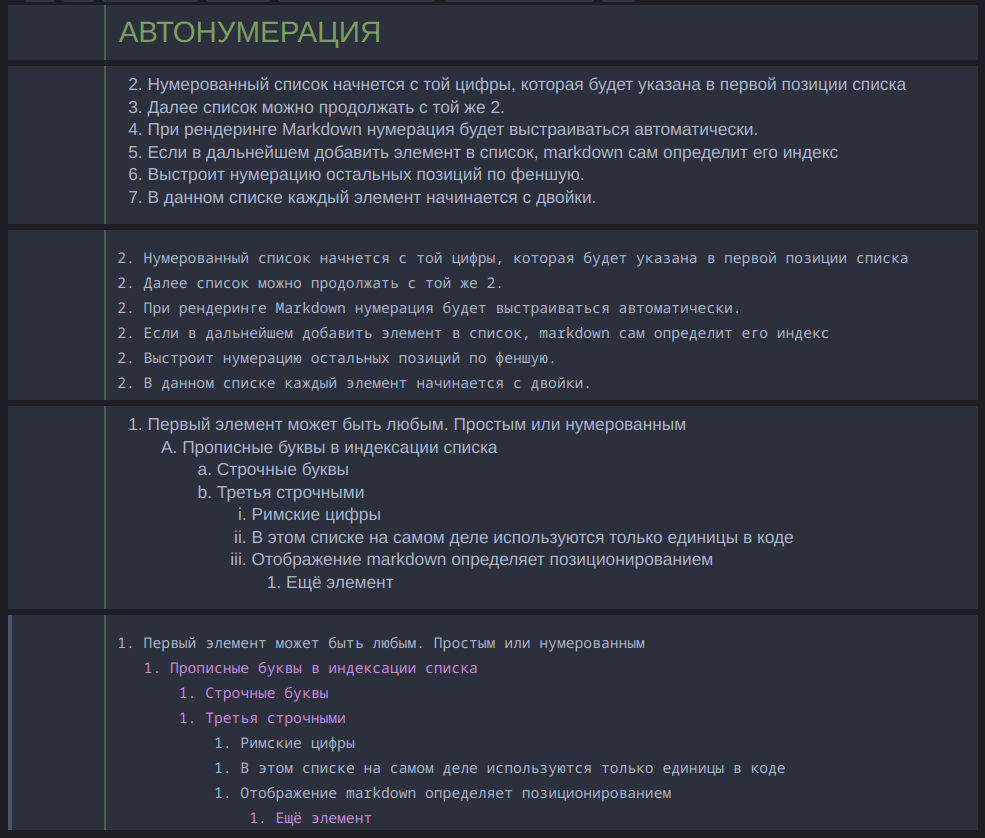 АВТОНУМЕРАЦИЯ
2. Нумерованный список начнется с той цифры, которая будет указана в первой позиции списка
3. Далее список можно продолжать с той же 2.
4. При рендеринге Markdown нумерация будет выстраиваться автоматически.
5. Если в дальнейшем добавить элемент в список, markdown сам определит его индекс
6. Выстроит нумерацию остальных позиций по феншую.
7. В данном списке каждый элемент начинается с двойки.
2. Нумерованный список начнется с той цифры, которая будет указана в первой позиции списка
2. Далее список можно продолжать с той же 2.
2. При рендеринге Markdown нумерация будет выстраиваться автоматически.
2. Если в дальнейшем добавить элемент в список, markdown сам определит его индекс
2. Выстроит нумерацию остальных позиций по феншую.
2. В данном списке каждый элемент начинается с двойки.
1. Первый элемент может быть любым. Простым или нумерованным
A. Прописные буквы в индексации списка
a. Строчные буквы
b. Третья строчными
i. Римские цифры
ii. В этом списке на самом деле используются только единицы в коде
iii. Отображение markdown определяет позиционированием
1. Ещё элемент
1. Первый элемент может быть любым. Простым или нумерованным
1. Прописные буквы в индексации списка
1. Строчные буквы
1. Третья строчными
1. Римские цифры
1. В этом списке на самом деле используются только единицы в коде
1. Отображение markdown определяет позиционированием
1. Ещё элемент